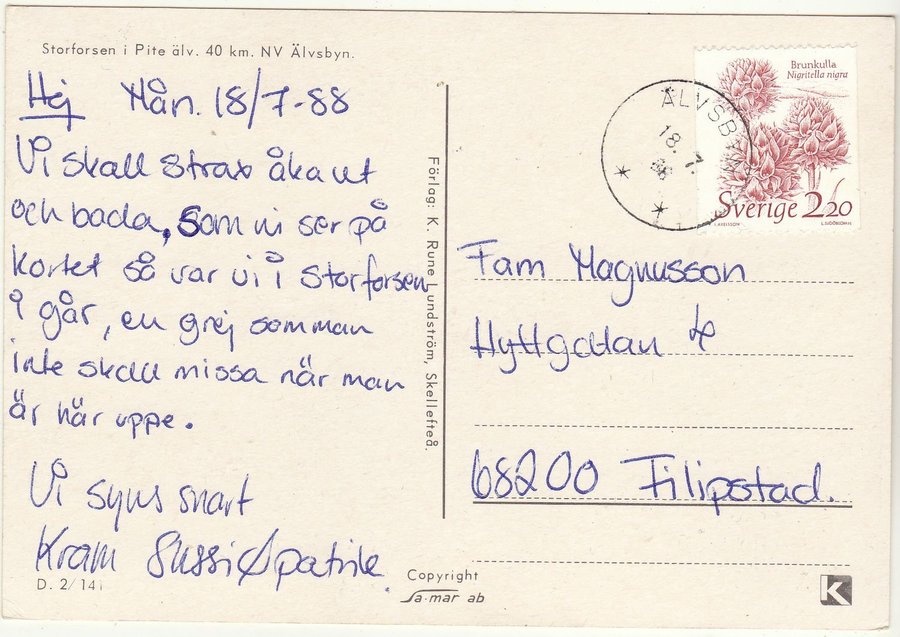 Storforsen i Pite älv. 40 km. NV Älvsbyn.
Hej Mån. 18/7-88
Vi skall strax åka ut
och bada, som ni ser på
kortet så var vi i Storforsen
i går, en grej som man
inte skall missa när man
är här uppe.
Vi syns snart
Kram Sussi & patrik
D. 2/141
Förlag: K. Rune Lundström, Skellefteå.
Copyright
Sa-mar ab
ÄLVSBYN
18. 7.
Brunkulla
Nigritella nigra
Sverige 2.20
Fam Magnusson
Hyttgatan 4
68200 Filipstad.
K